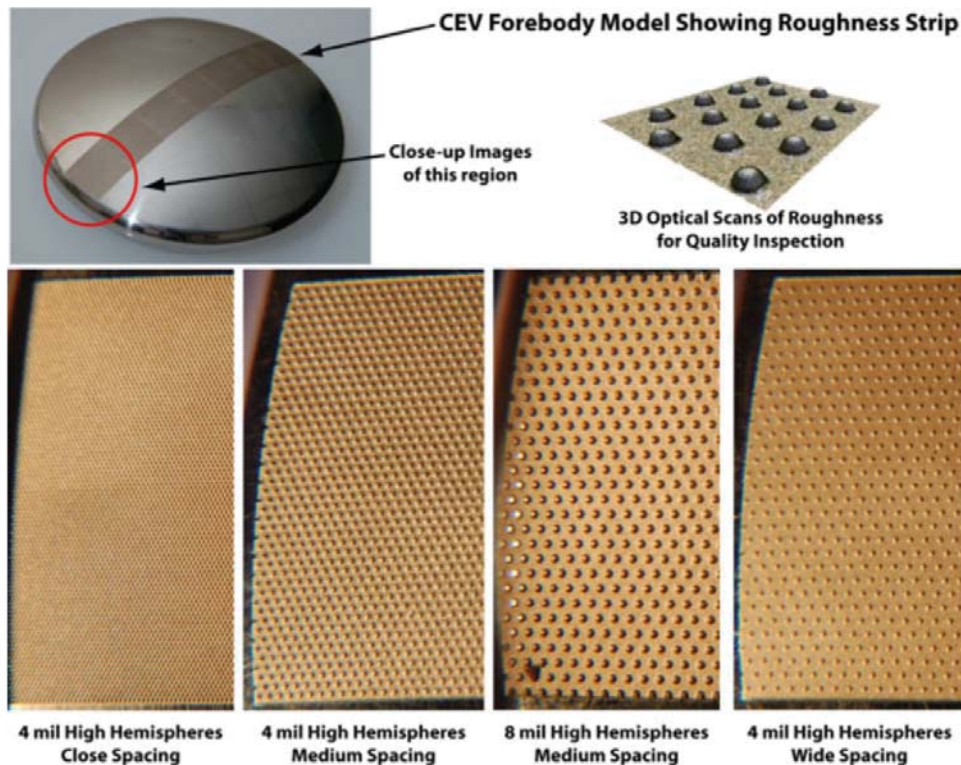 CEV Forebody Model Showing Roughness Strip
Close-up Images
of this region
3D Optical Scans of Roughness
for Quality Inspection
4 mil High Hemispheres
Close Spacing
4 mil High Hemispheres
Medium Spacing
8 mil High Hemispheres
Medium Spacing
4 mil High Hemispheres
Wide Spacing